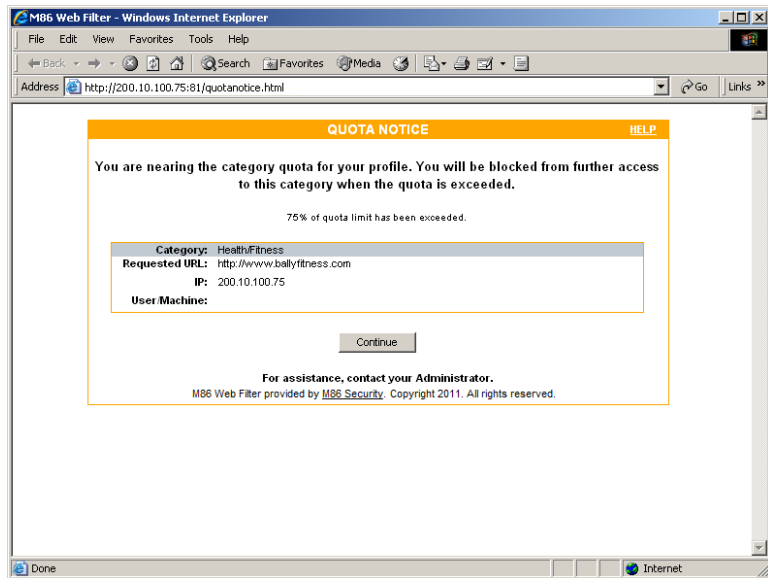 M86 Web Filter - Windows Internet Explorer
File Edit View Favorites Tools Help
Back Search Favorites Media
Address http://200.10.100.75:81/quotanotice.html Go Links »
QUOTA NOTICE HELP
You are nearing the category quota for your profile. You will be blocked from further access
to this category when the quota is exceeded.
75% of quota limit has been exceeded.
Category: Health/Fitness
Requested URL: http://www.ballyfitness.com
IP: 200.10.100.75
User/Machine:
Continue
For assistance, contact your Administrator.
M86 Web Filter provided by M86 Security. Copyright 2011. All rights reserved.
Done Internet